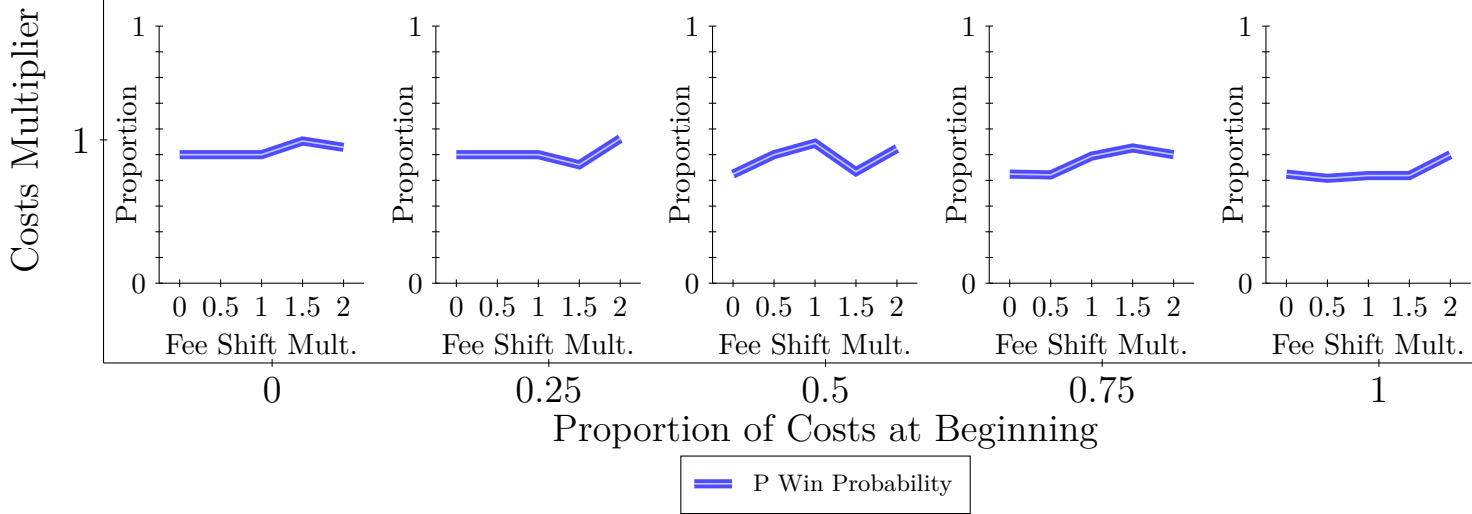 Costs Multiplier
1
1
Proportion
0
0 0.5 1 1.5 2
Fee Shift Mult.
1
Proportion
0
0 0.5 1 1.5 2
Fee Shift Mult.
1
Proportion
0
0 0.5 1 1.5 2
Fee Shift Mult.
1
Proportion
0
0 0.5 1 1.5 2
Fee Shift Mult.
1
Proportion
0
0 0.5 1 1.5 2
Fee Shift Mult.
0 0.25 0.5 0.75 1
Proportion of Costs at Beginning
P Win Probability